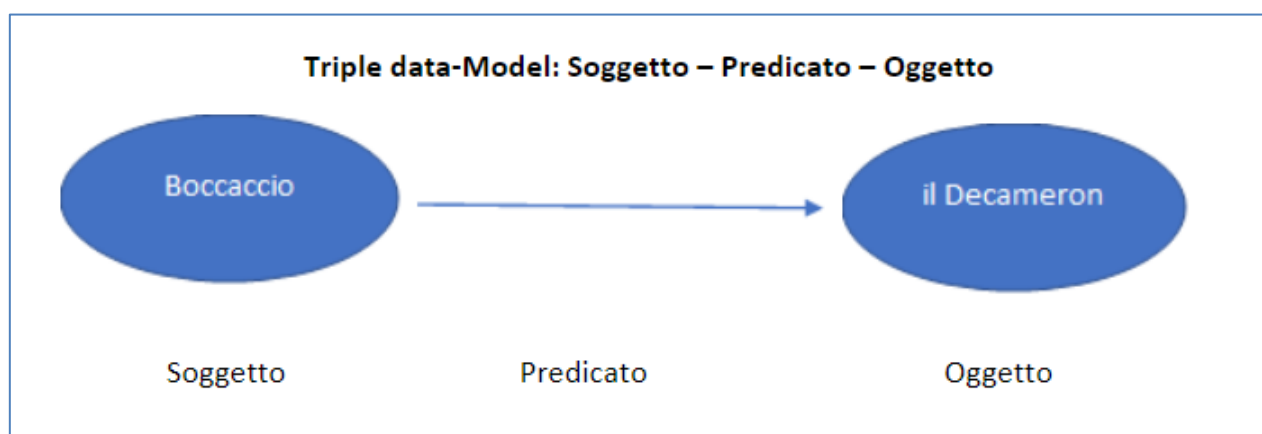 Triple data-Model: Soggetto – Predicato – Oggetto
Boccaccio
il Decameron
Soggetto Predicato Oggetto